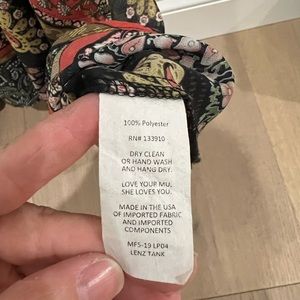 100% Polyester
RN# 133910
DRY CLEAN
OR HAND WASH
AND HANG DRY.
LOVE YOUR MU,
SHE LOVES YOU.
MADE IN THE USA
OF IMPORTED FABRIC
AND IMPORTED
COMPONENTS
MF5-19 LP04
LENZ TANK